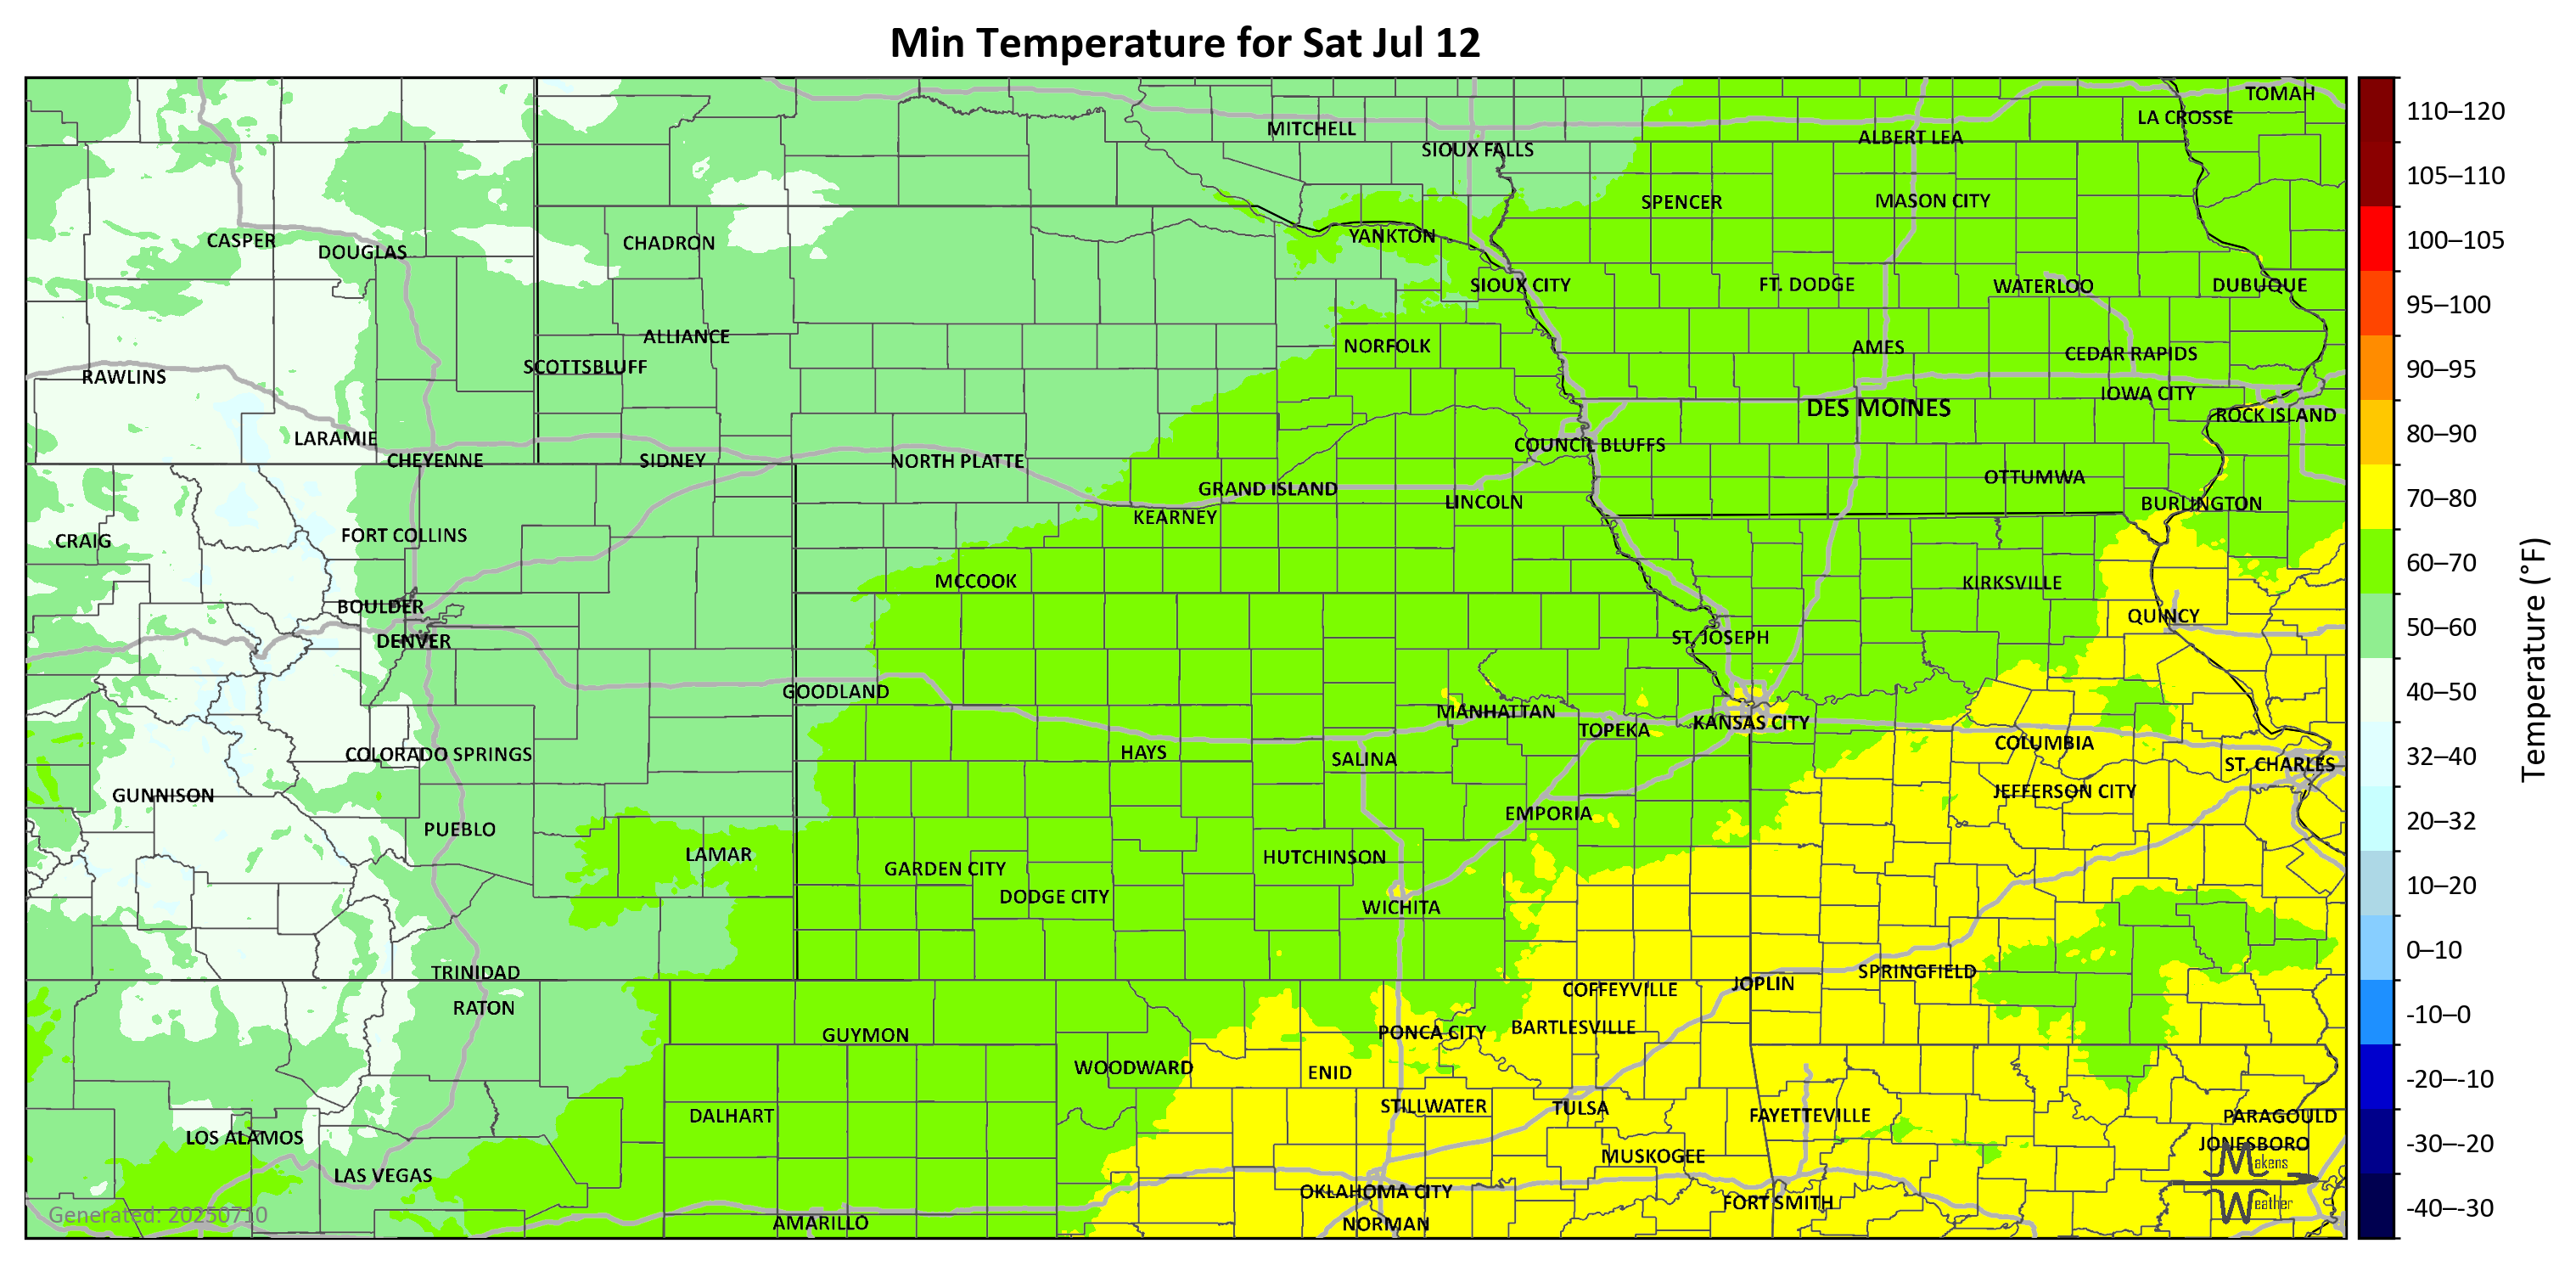 Min Temperature for Sat Jul 12
TOMAH
LA CROSSE
MITCHELL
ALBERT LEA
SIOUX FALLS
SPENCER
MASON CITY
CASPER
DOUGLAS
CHADRON
YANKTON
SIOUX CITY
FT. DODGE
WATERLOO
DUBUQUE
ALLIANCE
NORFOLK
AMES
CEDAR RAPIDS
SCOTTSBLUFF
RAWLINS
IOWA CITY
DES MOINES
ROCK ISLAND
LARAMIE
COUNCIL BLUFFS
CHEYENNE
SIDNEY
NORTH PLATTE
OTTUMWA
GRAND ISLAND
LINCOLN
BURLINGTON
KEARNEY
CRAIG
FORT COLLINS
MCCOOK
KIRKSVILLE
BOULDER
QUINCY
DENVER
ST. JOSEPH
GOODLAND
MANHATTAN
TOPEKA
KANSAS CITY
COLUMBIA
COLORADO SPRINGS
HAYS
SALINA
ST. CHARLES
GUNNISON
JEFFERSON CITY
EMPORIA
PUEBLO
LAMAR
GARDEN CITY
HUTCHINSON
DODGE CITY
WICHITA
TRINIDAD
SPRINGFIELD
JOPLIN
COFFEYVILLE
RATON
GUYMON
PONCA CITY
BARTLESVILLE
WOODWARD
ENID
DALHART
STILLWATER
TULSA
FAYETTEVILLE
PARAGOULD
LOS ALAMOS
JONESBORO
MUSKOGEE
LAS VEGAS
OKLAHOMA CITY
FORT SMITH
AMARILLO
NORMAN
Generated: 20250710
Makens
Weather
110–120
105–110
100–105
95–100
90–95
80–90
70–80
60–70
50–60
40–50
32–40
20–32
10–20
0–10
-10–0
-20–-10
-30–-20
-40–-30
Temperature (°F)